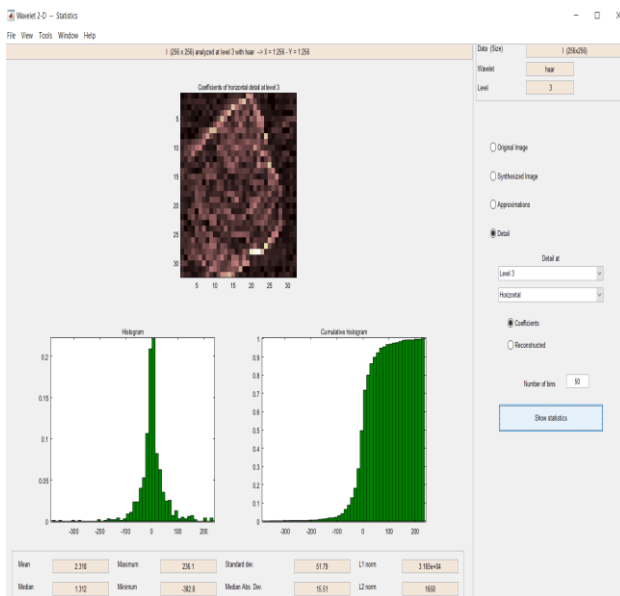 Wavelet 2-D -- Statistics
File View Tools Window Help
I (256 x 256) analyzed at level 3 with haar --> X = 1:256 - Y = 1:256
Data (Size) I (256x256)
Wavelet haar
Level 3
Coefficients of horizontal detail at level 3
5
10
15
20
25
30
5 10 15 20 25 30
Original Image
Synthesized Image
Approximations
Detail
Detail at
Level 3
Horizontal
Coefficients
Reconstructed
Number of bins 50
Show statistics
Histogram
0.2
0.15
0.1
0.05
0
-300 -200 -100 0 100 200
Cumulative histogram
1
0.9
0.8
0.7
0.6
0.5
0.4
0.3
0.2
0.1
0
-300 -200 -100 0 100 200
Mean 2.318 Maximum 236.1 Standard dev. 51.79 L1 norm 3.165e+04
Median 1.312 Minimum -382.8 Median Abs. Dev. 15.51 L2 norm 1658